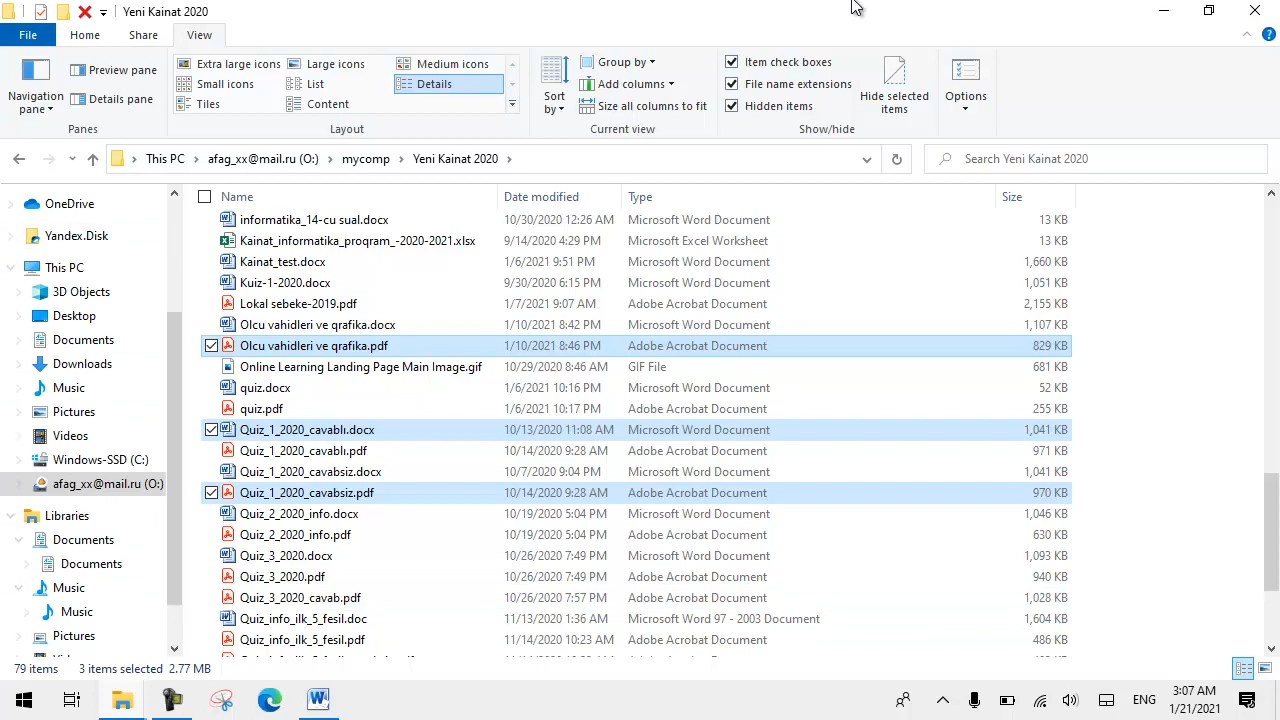 Yeni Kainat 2020
File Home Share View
Navigation pane
Preview pane
Details pane
Panes
Extra large icons Large icons Medium icons
Small icons List Details
Tiles Content
Layout
Sort by
Group by
Add columns
Size all columns to fit
Current view
Item check boxes
File name extensions
Hidden items
Hide selected items
Show/hide
Options
This PC afag_xx@mail.ru (O:) mycomp Yeni Kainat 2020
Search Yeni Kainat 2020
OneDrive
Yandex.Disk
This PC
3D Objects
Desktop
Documents
Downloads
Music
Pictures
Videos
Windows-SSD (C:)
afag_xx@mail.ru (O:)
Libraries
Documents
Documents
Music
Music
Pictures
Name Date modified Type Size
informatika_14-cu sual.docx 10/30/2020 12:26 AM Microsoft Word Document 13 KB
Kainat_informatika_proqram_-2020-2021.xlsx 9/14/2020 4:29 PM Microsoft Excel Worksheet 13 KB
Kainat_test.docx 1/6/2021 9:51 PM Microsoft Word Document 1,660 KB
Kuiz-1-2020.docx 9/30/2020 6:15 PM Microsoft Word Document 1,051 KB
Lokal sebeke-2019.pdf 1/7/2021 9:07 AM Adobe Acrobat Document 2,155 KB
Olcu vahidleri ve qrafika.docx 1/10/2021 8:42 PM Microsoft Word Document 1,107 KB
Olcu vahidleri ve qrafika.pdf 1/10/2021 8:46 PM Adobe Acrobat Document 829 KB
Online Learning Landing Page Main Image.gif 10/29/2020 8:46 AM GIF File 681 KB
quiz.docx 1/6/2021 10:16 PM Microsoft Word Document 52 KB
quiz.pdf 1/6/2021 10:17 PM Adobe Acrobat Document 255 KB
Quiz_1_2020_cavablı.docx 10/13/2020 11:08 AM Microsoft Word Document 1,041 KB
Quiz_1_2020_cavablı.pdf 10/14/2020 9:28 AM Adobe Acrobat Document 971 KB
Quiz_1_2020_cavabsiz.docx 10/7/2020 9:04 PM Microsoft Word Document 1,041 KB
Quiz_1_2020_cavabsiz.pdf 10/14/2020 9:28 AM Adobe Acrobat Document 970 KB
Quiz_2_2020_info.docx 10/19/2020 5:04 PM Microsoft Word Document 1,046 KB
Quiz_2_2020_info.pdf 10/19/2020 5:04 PM Adobe Acrobat Document 630 KB
Quiz_3_2020.docx 10/26/2020 7:49 PM Microsoft Word Document 1,093 KB
Quiz_3_2020.pdf 10/26/2020 7:49 PM Adobe Acrobat Document 940 KB
Quiz_3_2020_cavab.pdf 10/26/2020 7:57 PM Adobe Acrobat Document 1,028 KB
Quiz_info_ilk_5_fesil.doc 11/13/2020 1:36 AM Microsoft Word 97 - 2003 Document 1,604 KB
Quiz_info_ilk_5_fesil.pdf 11/14/2020 10:23 AM Adobe Acrobat Document 486 KB
79 items 3 items selected 2.77 MB
ENG
3:07 AM
1/21/2021